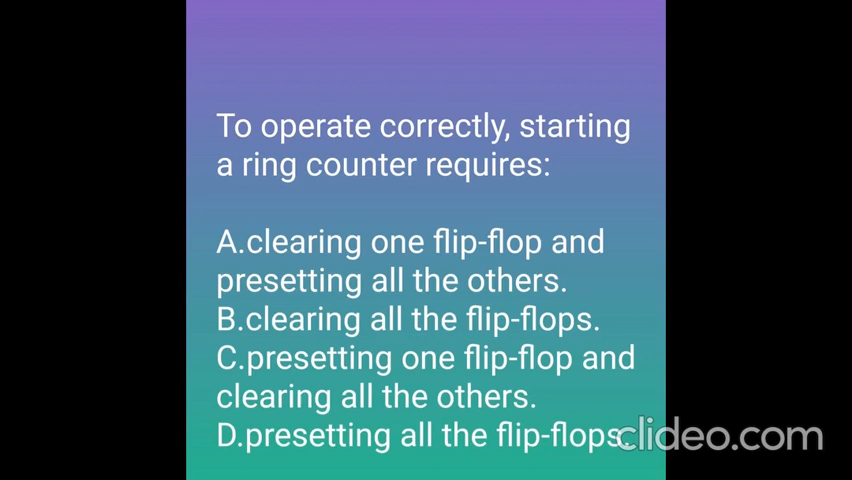 To operate correctly, starting
a ring counter requires:
A.clearing one flip-flop and
presetting all the others.
B.clearing all the flip-flops.
C.presetting one flip-flop and
clearing all the others.
D.presetting all the flip-flops.
clideo.com